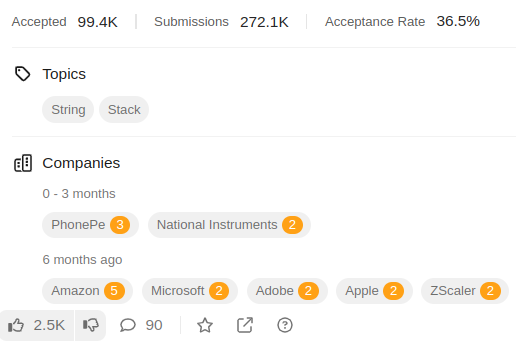 Accepted 99.4K Submissions 272.1K Acceptance Rate 36.5%
Topics
String Stack
Companies
0 - 3 months
PhonePe 3 National Instruments 2
6 months ago
Amazon 5 Microsoft 2 Adobe 2 Apple 2 ZScaler 2
2.5K 90